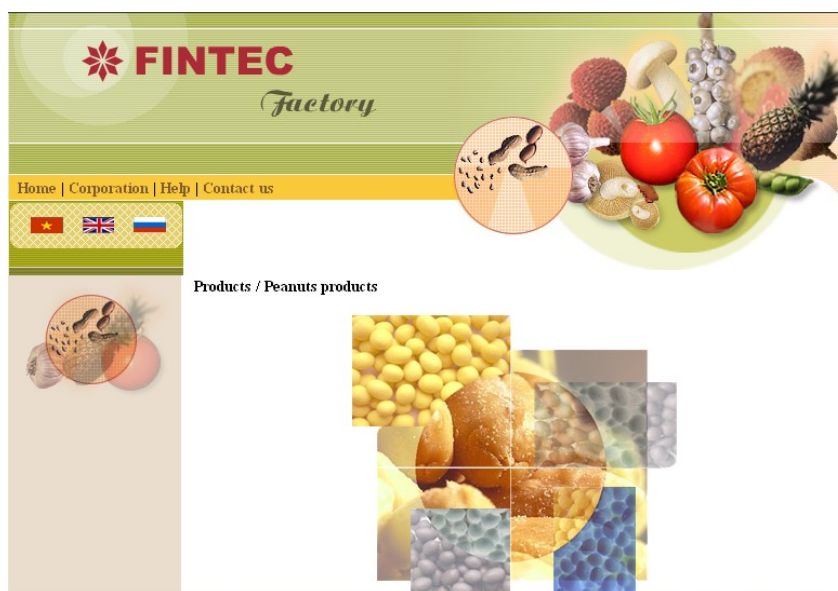 FINTEC
Factory
Home | Corporation | Help | Contact us
Products / Peanuts products